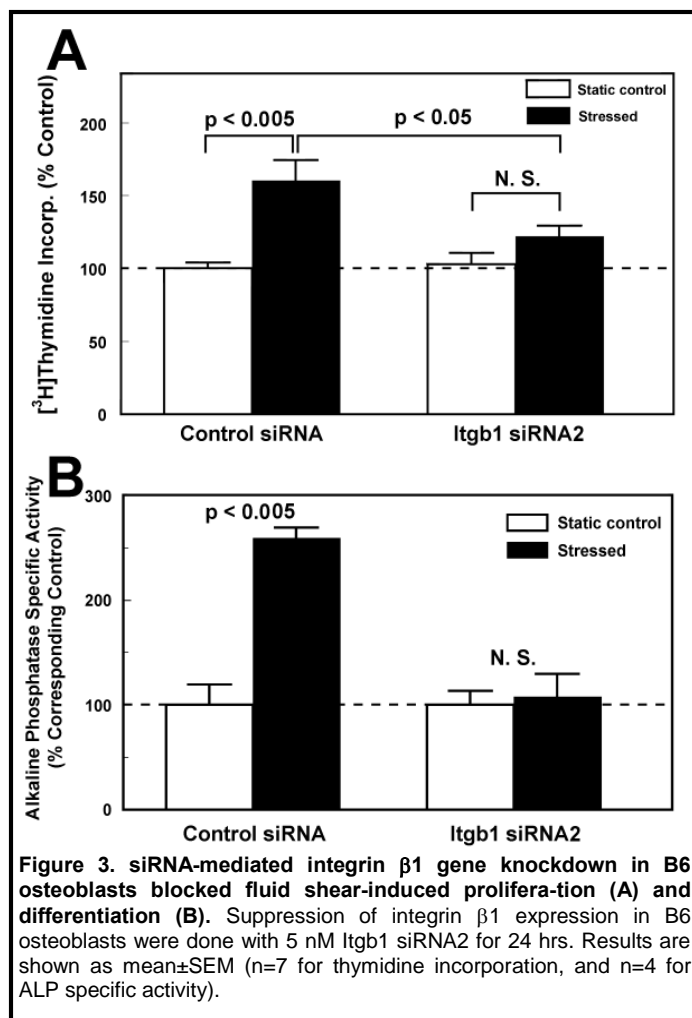 A
[³H]Thymidine Incorp. (% Control)
200
150
100
50
0
Static control
Stressed
p < 0.005
p < 0.05
N. S.
Control siRNA
Itgb1 siRNA2
B
Alkaline Phosphatase Specific Activity
(% Corresponding Control)
300
200
100
0
Static control
Stressed
p < 0.005
N. S.
Control siRNA
Itgb1 siRNA2
Figure 3. siRNA-mediated integrin β1 gene knockdown in B6
osteoblasts blocked fluid shear-induced prolifera-tion (A) and
differentiation (B). Suppression of integrin β1 expression in B6
osteoblasts were done with 5 nM Itgb1 siRNA2 for 24 hrs. Results are
shown as mean±SEM (n=7 for thymidine incorporation, and n=4 for
ALP specific activity).